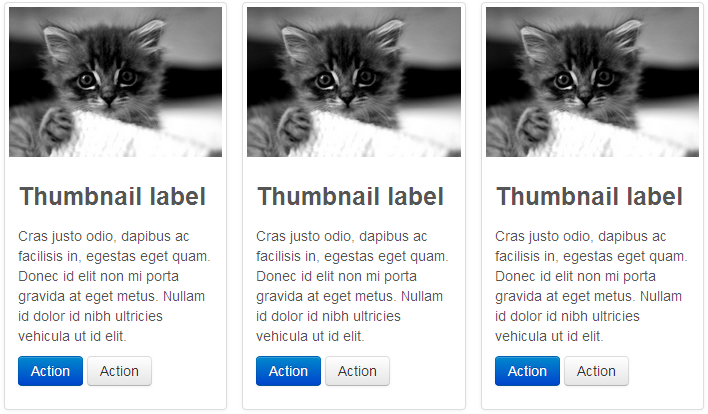 Thumbnail label
Cras justo odio, dapibus ac
facilisis in, egestas eget quam.
Donec id elit non mi porta
gravida at eget metus. Nullam
id dolor id nibh ultricies
vehicula ut id elit.
Action Action
Thumbnail label
Cras justo odio, dapibus ac
facilisis in, egestas eget quam.
Donec id elit non mi porta
gravida at eget metus. Nullam
id dolor id nibh ultricies
vehicula ut id elit.
Action Action
Thumbnail label
Cras justo odio, dapibus ac
facilisis in, egestas eget quam.
Donec id elit non mi porta
gravida at eget metus. Nullam
id dolor id nibh ultricies
vehicula ut id elit.
Action Action